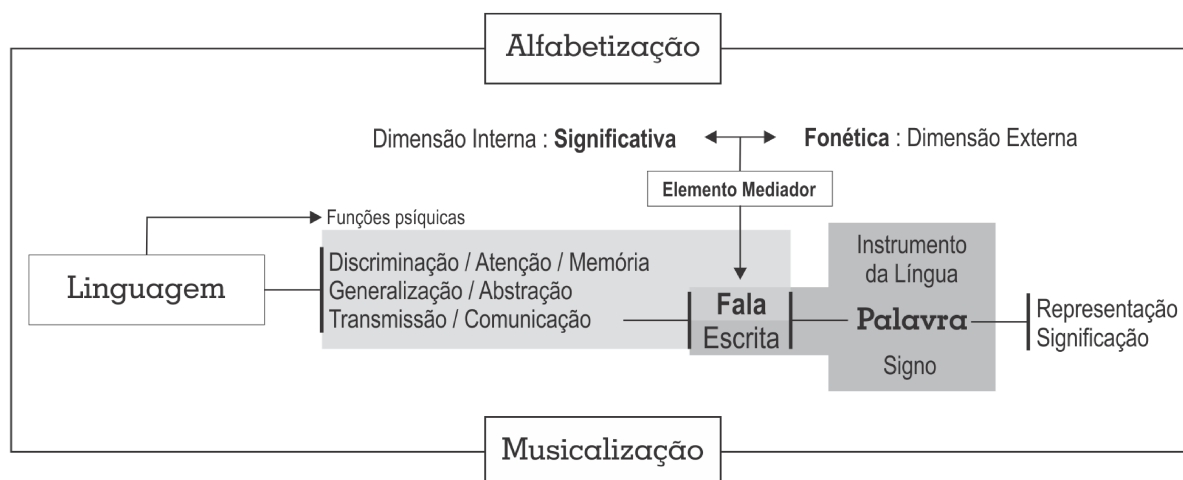 Alfabetização
Dimensão Interna : Significativa
Fonética : Dimensão Externa
Elemento Mediador
Funções psíquicas
Linguagem
Discriminação / Atenção / Memória
Generalização / Abstração
Transmissão / Comunicação
Fala
Escrita
Instrumento
da Língua
Palavra
Signo
Representação
Significação
Musicalização